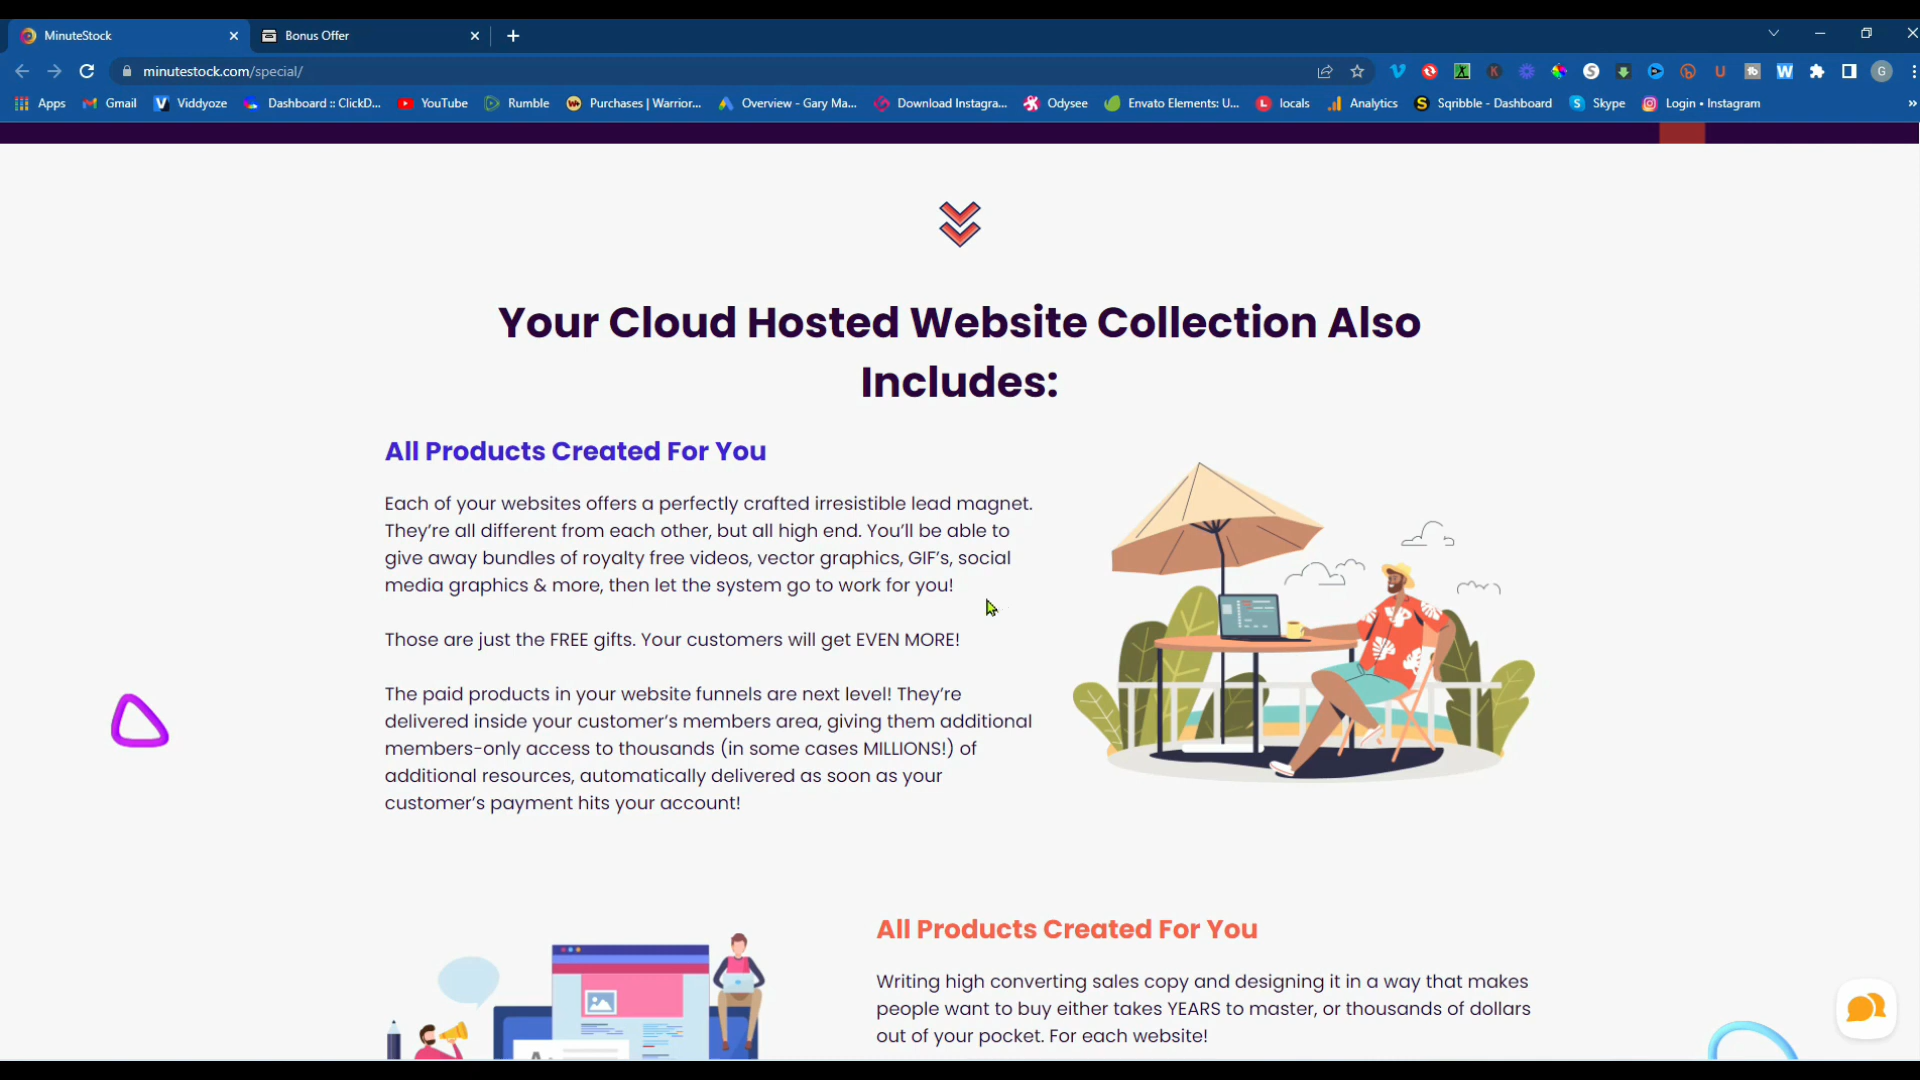 MinuteStock
Bonus Offer
minutestock.com/special/
Apps
Gmail
Viddyoze
Dashboard :: ClickD...
YouTube
Rumble
Purchases | Warrior...
Overview - Gary Ma...
Download Instagra...
Odysee
Envato Elements: U...
locals
Analytics
Sqribble - Dashboard
Skype
Login • Instagram
Your Cloud Hosted Website Collection Also
Includes:
All Products Created For You
Each of your websites offers a perfectly crafted irresistible lead magnet.
They’re all different from each other, but all high end. You’ll be able to
give away bundles of royalty free videos, vector graphics, GIF’s, social
media graphics & more, then let the system go to work for you!
Those are just the FREE gifts. Your customers will get EVEN MORE!
The paid products in your website funnels are next level! They’re
delivered inside your customer’s members area, giving them additional
members-only access to thousands (in some cases MILLIONS!) of
additional resources, automatically delivered as soon as your
customer’s payment hits your account!
All Products Created For You
Writing high converting sales copy and designing it in a way that makes
people want to buy either takes YEARS to master, or thousands of dollars
out of your pocket. For each website!